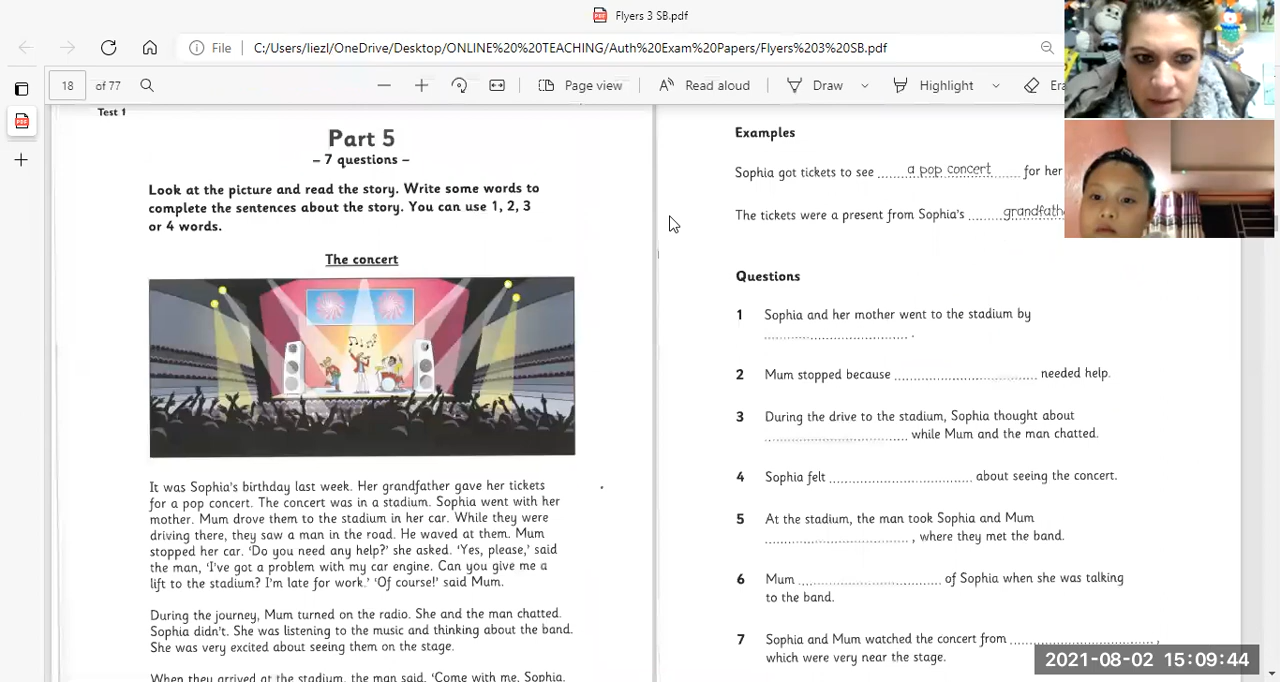 Flyers 3 SB.pdf
File
C:/Users/liezl/OneDrive/Desktop/ONLINE%20%20TEACHING/Auth%20Exam%20Papers/Flyers%203%20SB.pdf
18 of 77
Page view
Read aloud
Draw
Highlight
Test 1
Part 5
– 7 questions –
Look at the picture and read the story. Write some words to
complete the sentences about the story. You can use 1, 2, 3
or 4 words.
The concert
It was Sophia's birthday last week. Her grandfather gave her tickets
for a pop concert. The concert was in a stadium. Sophia went with her
mother. Mum drove them to the stadium in her car. While they were
driving there, they saw a man in the road. He waved at them. Mum
stopped her car. 'Do you need any help?' she asked. 'Yes, please,' said
the man, 'I've got a problem with my car engine. Can you give me a
lift to the stadium? I'm late for work.' 'Of course!' said Mum.
During the journey, Mum turned on the radio. She and the man chatted.
Sophia didn't. She was listening to the music and thinking about the band.
She was very excited about seeing them on the stage.
When they arrived at the stadium, the man said, 'Come with me, Sophia.
Examples
Sophia got tickets to see a pop concert for her
The tickets were a present from Sophia's grandfath
Questions
1 Sophia and her mother went to the stadium by
.
2 Mum stopped because needed help.
3 During the drive to the stadium, Sophia thought about
while Mum and the man chatted.
4 Sophia felt about seeing the concert.
5 At the stadium, the man took Sophia and Mum
, where they met the band.
6 Mum of Sophia when she was talking
to the band.
7 Sophia and Mum watched the concert from ,
which were very near the stage.
2021-08-02 15:09:44